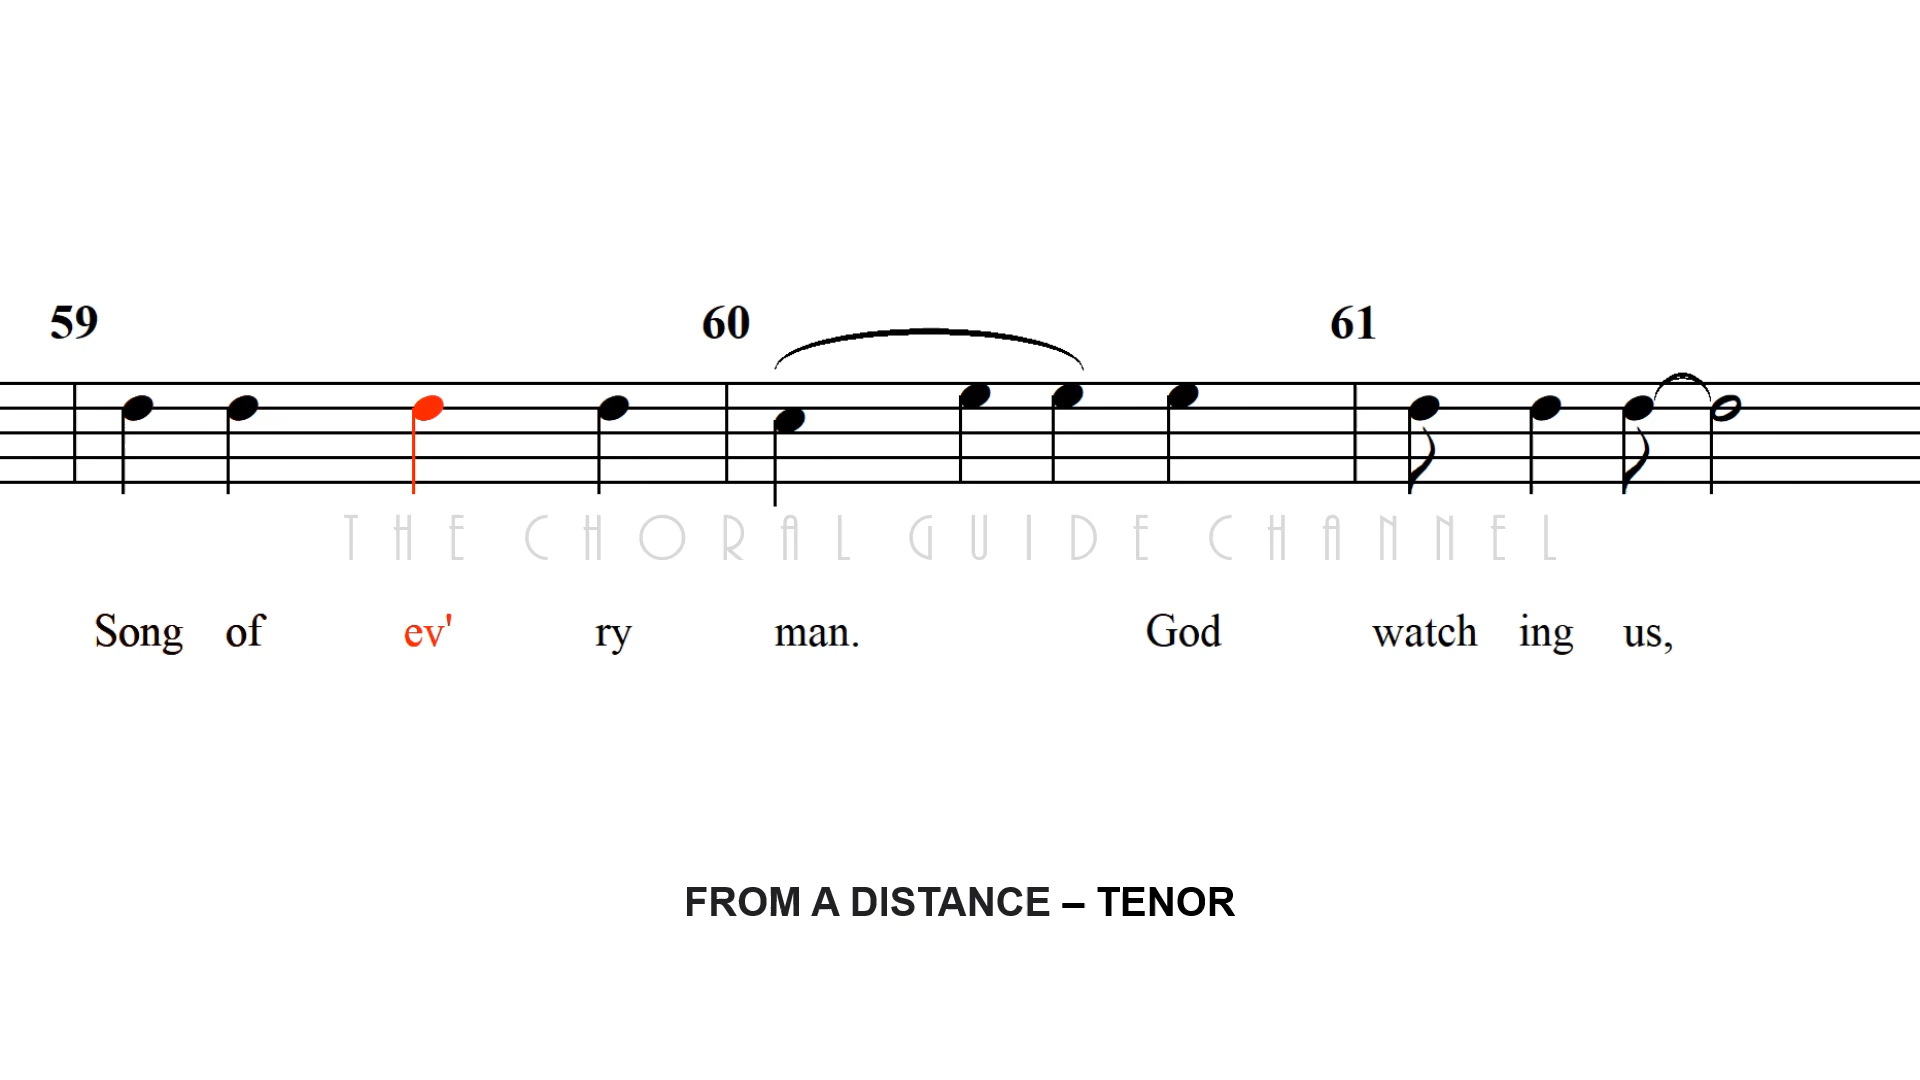 59 60 61
THE CHORAL GUIDE CHANNEL
Song of ev' ry man. God watch ing us,
FROM A DISTANCE – TENOR